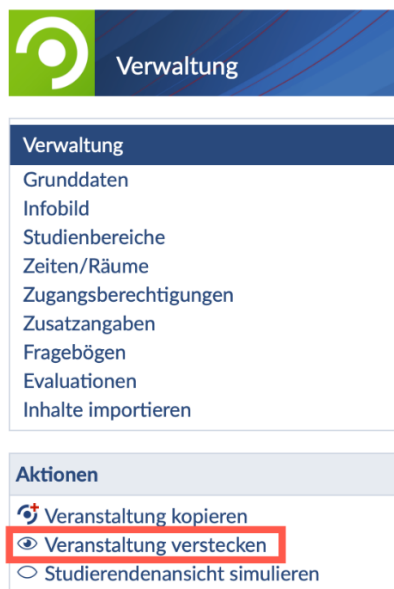 Verwaltung
Verwaltung
Grunddaten
Infobild
Studienbereiche
Zeiten/Räume
Zugangsberechtigungen
Zusatzangaben
Fragebögen
Evaluationen
Inhalte importieren
Aktionen
Veranstaltung kopieren
Veranstaltung verstecken
Studierendenansicht simulieren